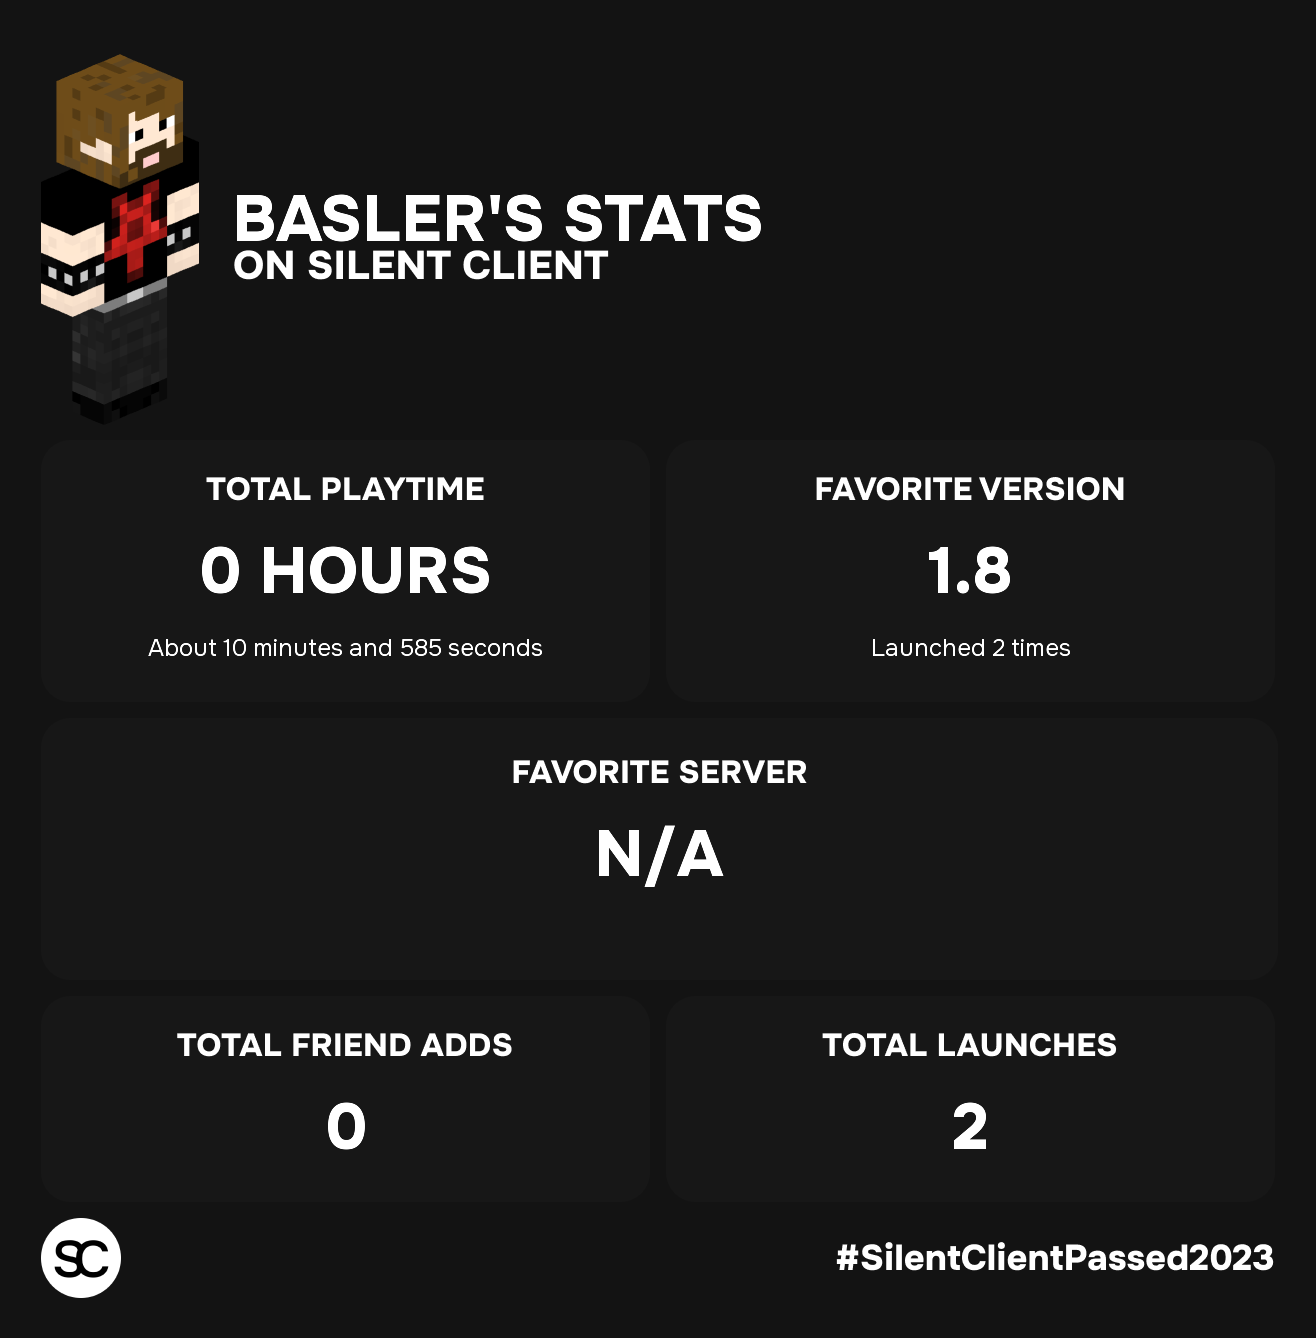 BASLER'S STATS
ON SILENT CLIENT
TOTAL PLAYTIME
0 HOURS
About 10 minutes and 585 seconds
FAVORITE VERSION
1.8
Launched 2 times
FAVORITE SERVER
N/A
TOTAL FRIEND ADDS
0
TOTAL LAUNCHES
2
SC
#SilentClientPassed2023